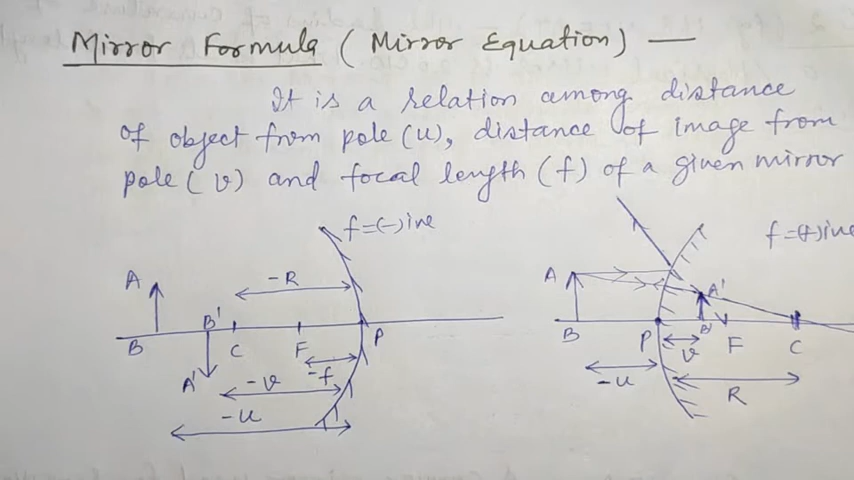 Mirror Formula (Mirror Equation) —
It is a relation among distance
of object from pole (u), distance of image from
pole (v) and focal length (f) of a given mirror
f=(-)ive
f=(+)ive
-R
A
B
B'
C
F
P
A'
-v
-f
-u
A
A'
B
P
B'
F
C
v
-u
R